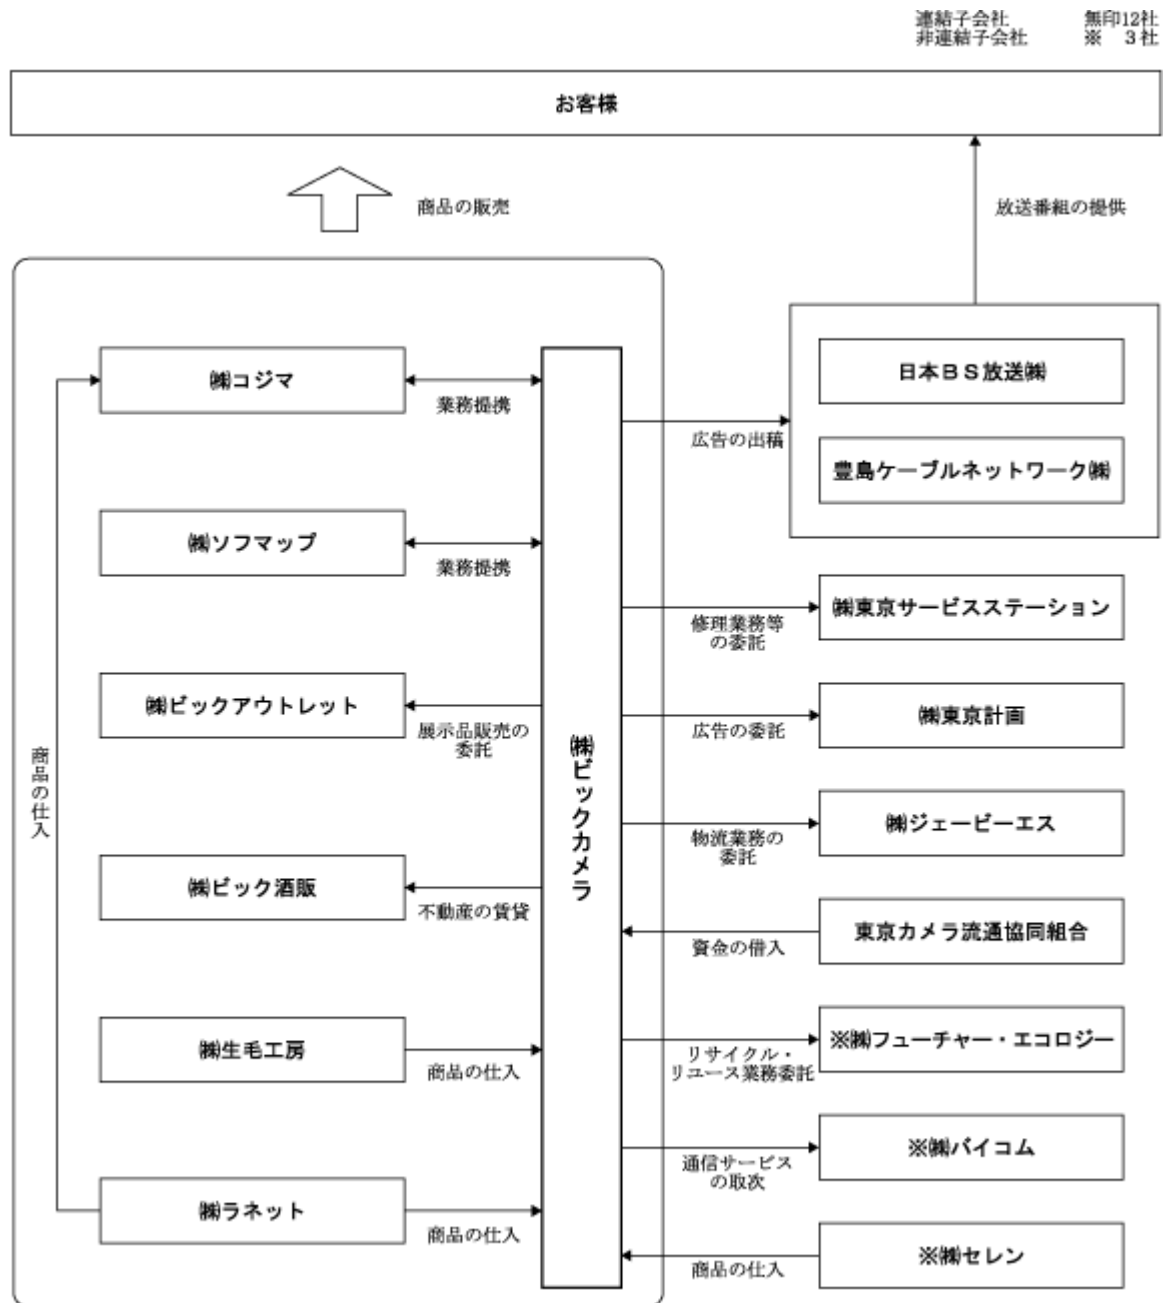 連結子会社 無印12社
非連結子会社 ※ 3社
お客様
商品の販売
放送番組の提供
㈱コジマ
業務提携
㈱ソフマップ
業務提携
㈱ビックアウトレット
展示品販売の
委託
㈱ビック酒販
不動産の賃貸
㈱生毛工房
商品の仕入
㈱ラネット
商品の仕入
商品の仕入
㈱ビックカメラ
広告の出稿
日本BS放送㈱
豊島ケーブルネットワーク㈱
修理業務等
の委託
㈱東京サービスステーション
広告の委託
㈱東京計画
物流業務の
委託
㈱ジェービーエス
資金の借入
東京カメラ流通協同組合
リサイクル・
リユース業務委託
※㈱フューチャー・エコロジー
通信サービス
の取次
※㈱バイコム
商品の仕入
※㈱セレン